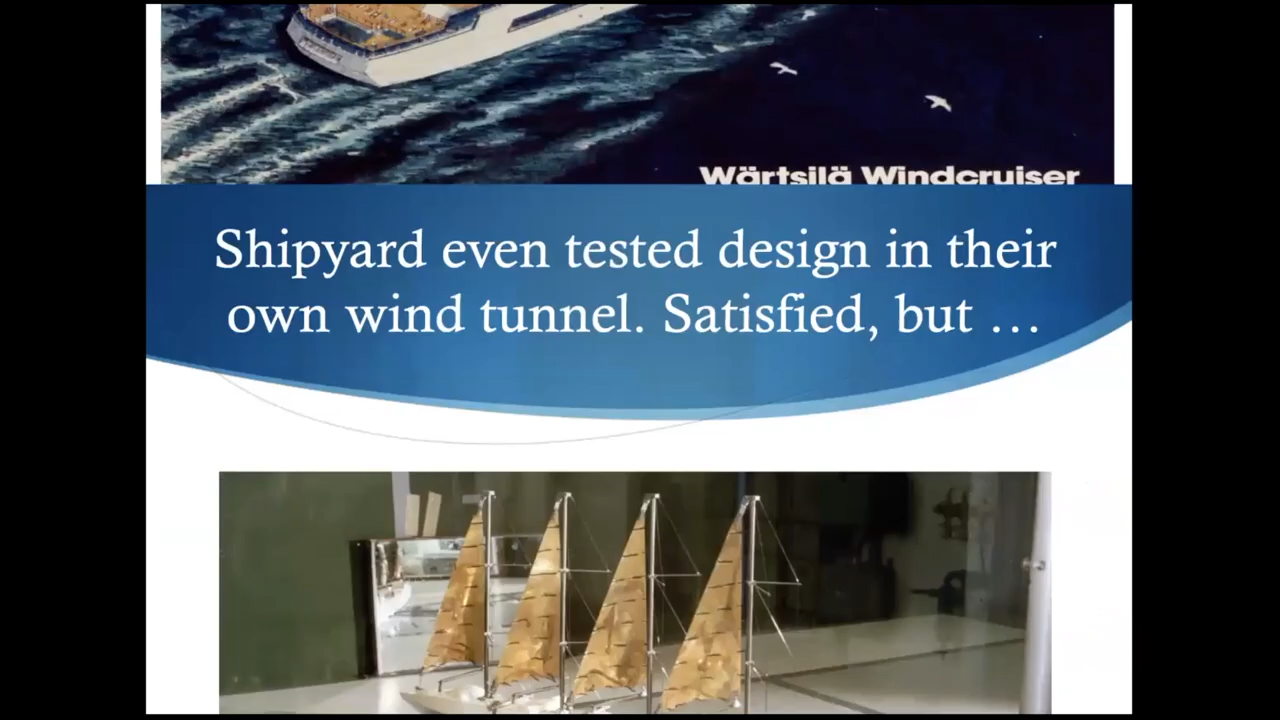 Wärtsilä Windcruiser
Shipyard even tested design in their
own wind tunnel. Satisfied, but …